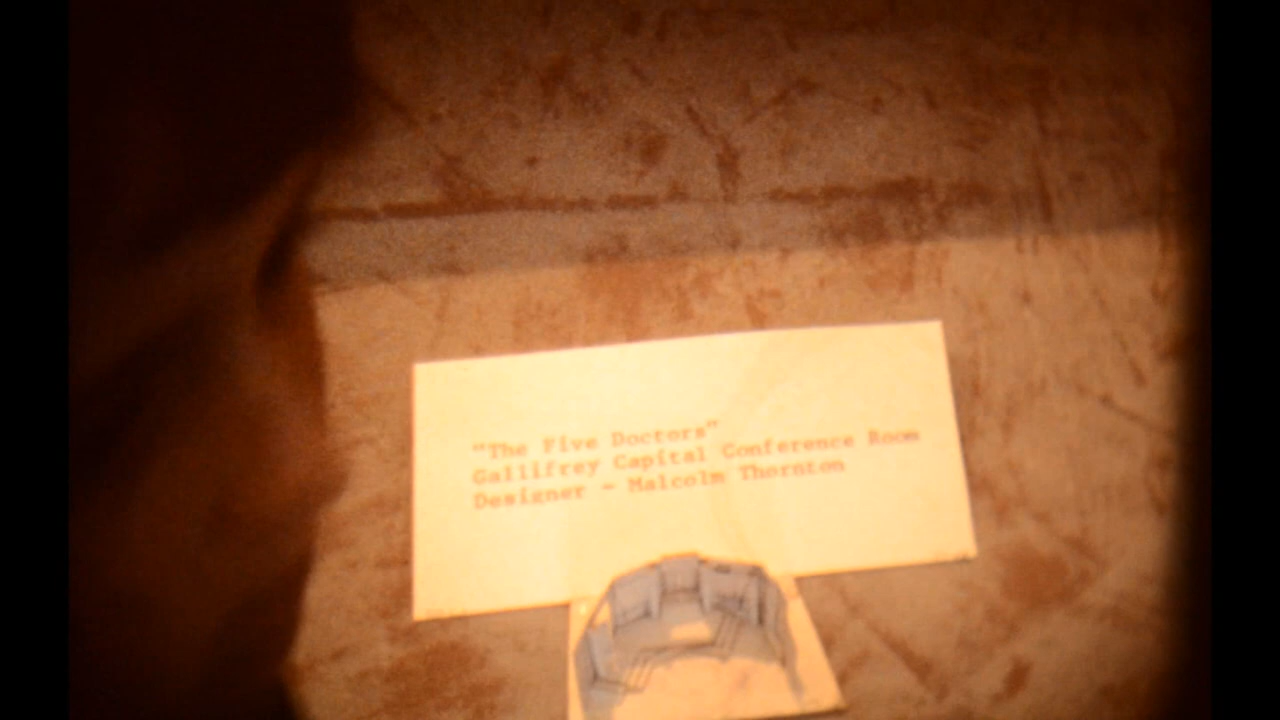 "The Five Doctors"
Gallifrey Capital Conference Room
Designer - Malcolm Thornton